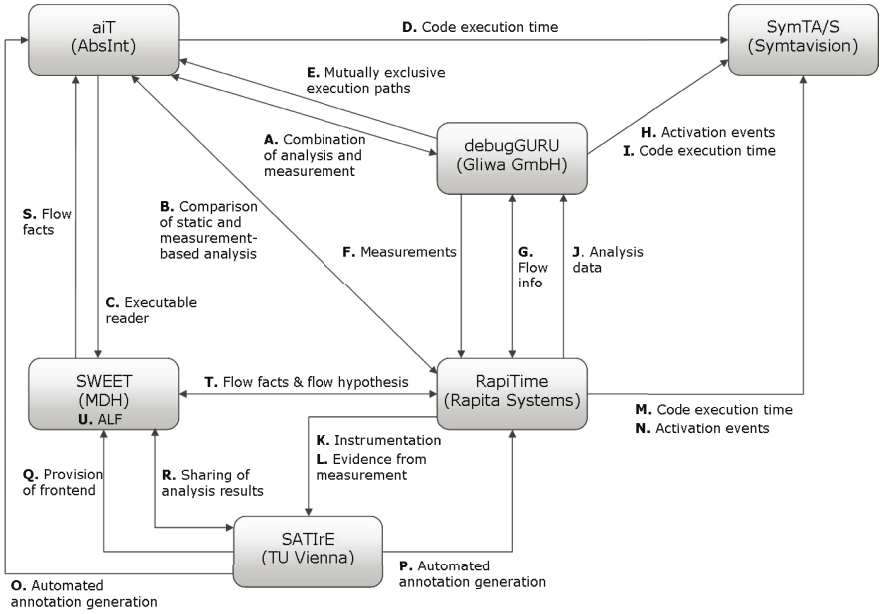 aiT
(AbsInt)
D. Code execution time
SymTA/S
(Symtavision)
E. Mutually exclusive
execution paths
A. Combination
of analysis and
measurement
debugGURU
(Gliwa GmbH)
H. Activation events
I. Code execution time
S. Flow
facts
B. Comparison
of static and
measurement-
based analysis
F. Measurements
G.
Flow
info
J. Analysis
data
C. Executable
reader
SWEET
(MDH)
U. ALF
T. Flow facts & flow hypothesis
RapiTime
(Rapita Systems)
M. Code execution time
N. Activation events
K. Instrumentation
L. Evidence from
measurement
Q. Provision
of frontend
R. Sharing of
analysis results
SATIrE
(TU Vienna)
P. Automated
annotation generation
O. Automated
annotation generation